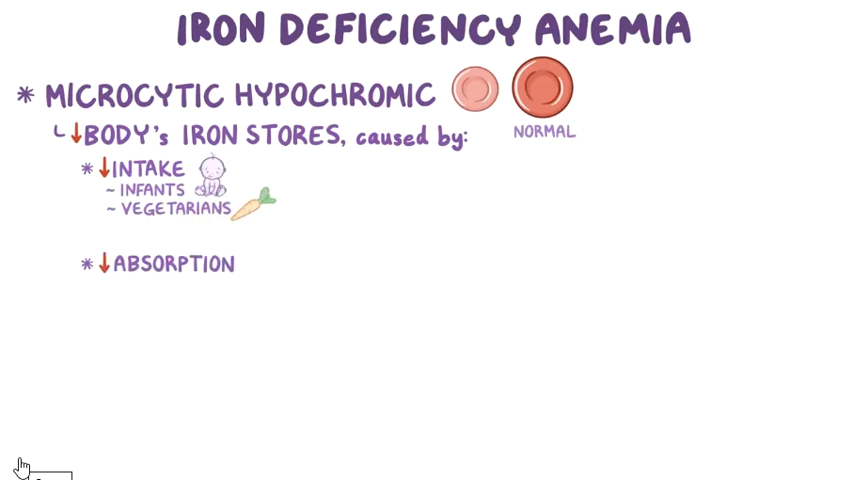 IRON DEFICIENCY ANEMIA
* MICROCYTIC HYPOCHROMIC
↓BODY's IRON STORES, caused by:
NORMAL
* ↓INTAKE
~ INFANTS
~ VEGETARIANS
* ↓ABSORPTION